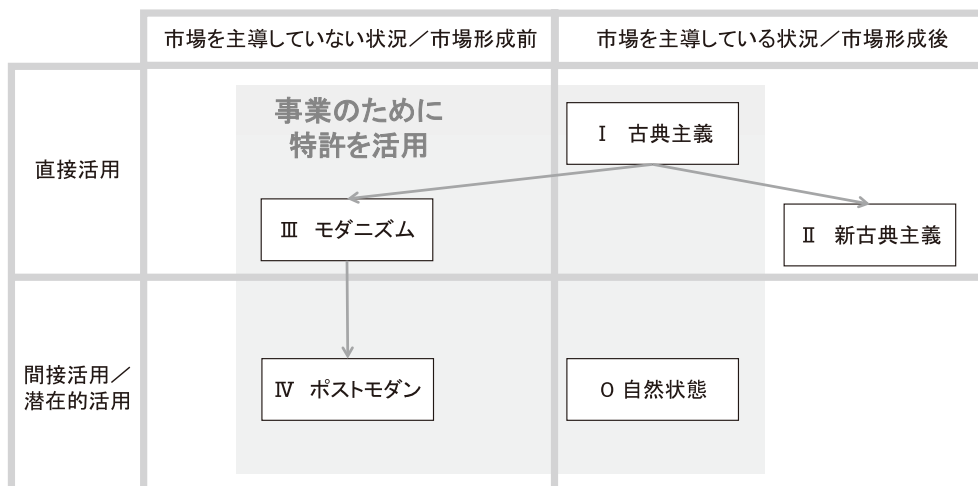 市場を主導していない状況／市場形成前
市場を主導している状況／市場形成後
直接活用
事業のために
特許を活用
Ⅰ 古典主義
Ⅲ モダニズム
Ⅱ 新古典主義
間接活用／
潜在的活用
Ⅳ ポストモダン
0 自然状態